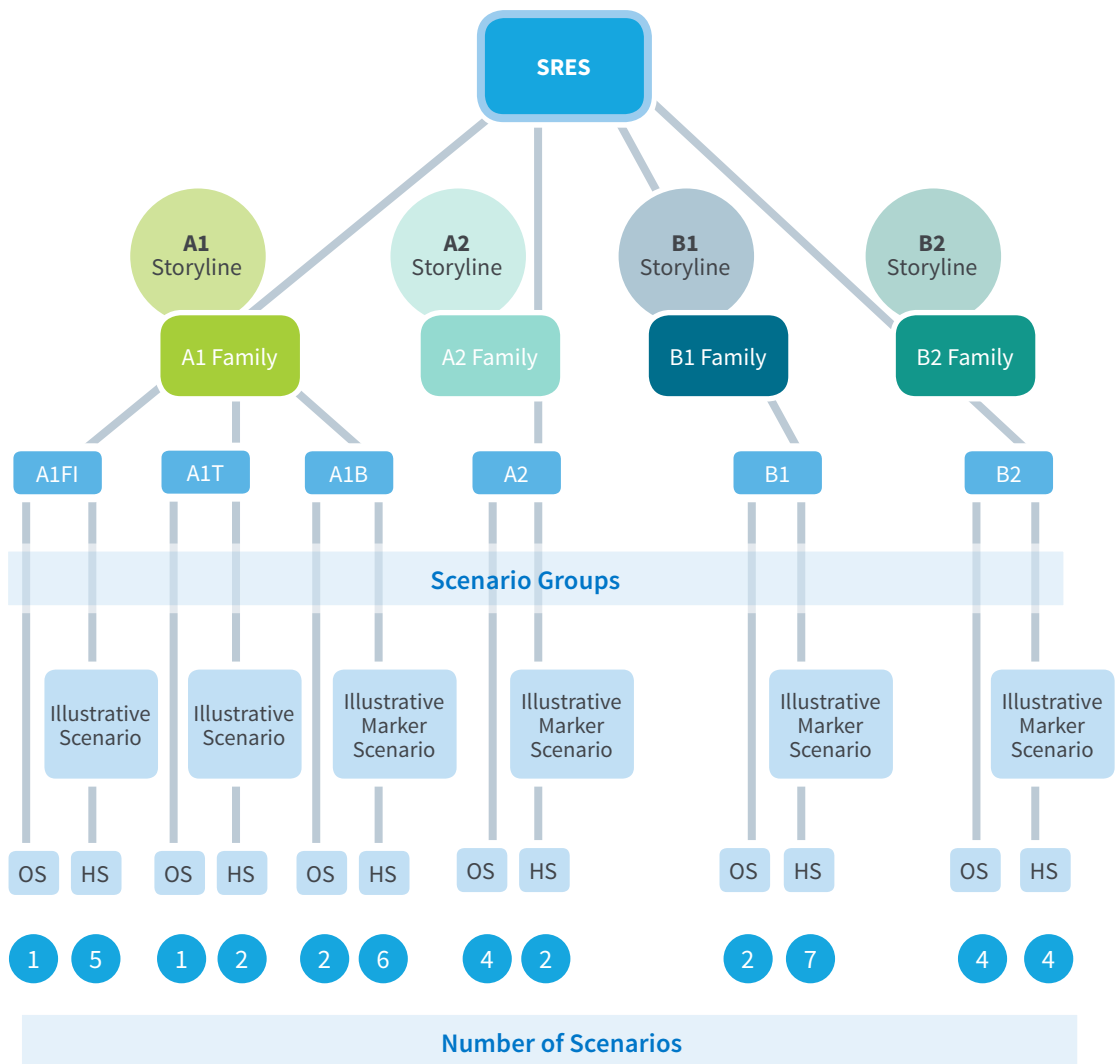 SRES
A1
Storyline
A2
Storyline
B1
Storyline
B2
Storyline
A1 Family
A2 Family
B1 Family
B2 Family
A1FI
A1T
A1B
A2
B1
B2
Scenario Groups
Illustrative
Scenario
Illustrative
Scenario
Illustrative
Marker
Scenario
Illustrative
Marker
Scenario
Illustrative
Marker
Scenario
Illustrative
Marker
Scenario
OS
HS
OS
HS
OS
HS
OS
HS
OS
HS
OS
HS
1
5
1
2
2
6
4
2
2
7
4
4
Number of Scenarios